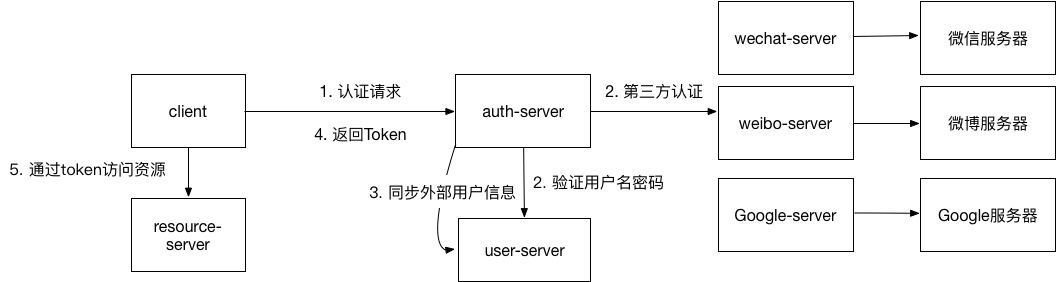 wechat-server
微信服务器
client
1. 认证请求
auth-server
2. 第三方认证
weibo-server
微博服务器
4. 返回Token
5. 通过token访问资源
3. 同步外部用户信息
2. 验证用户名密码
resource-
server
user-server
Google-server
Google服务器